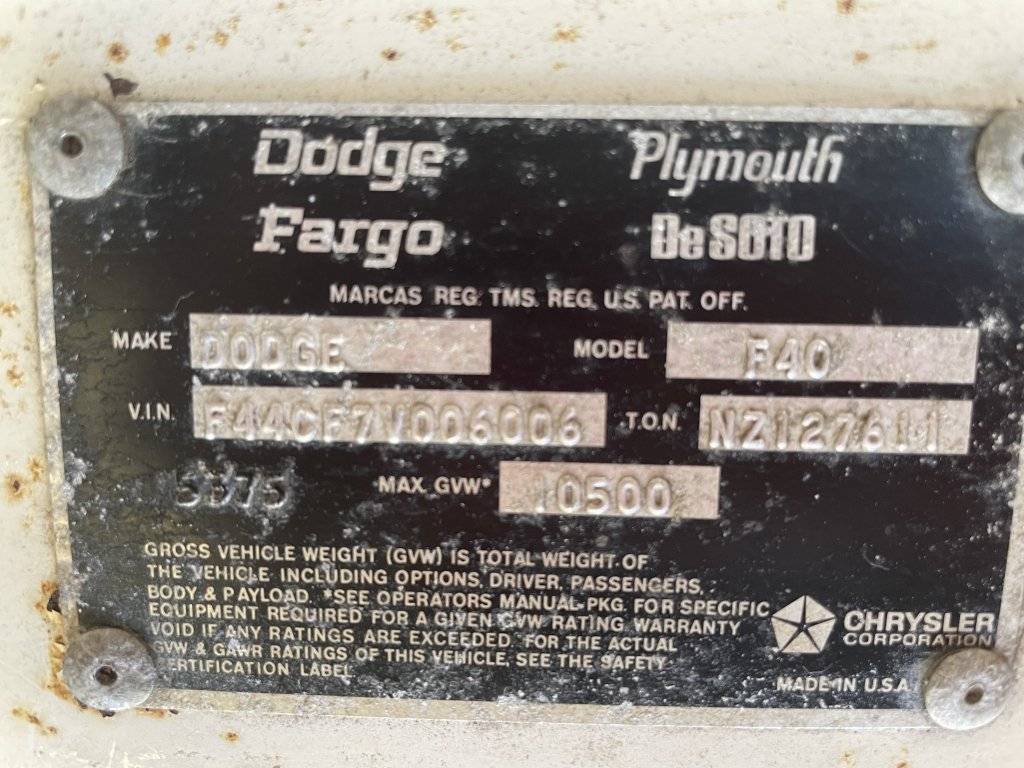 Dodge Plymouth
Fargo De SOTO
MARCAS REG. TMS. REG. U.S. PAT. OFF.
MAKE DODGE MODEL F40
V.I.N. F44CF7V006006 T.O.N. NZ127611
MAX. GVW* 10500
GROSS VEHICLE WEIGHT (GVW) IS TOTAL WEIGHT OF
THE VEHICLE INCLUDING OPTIONS, DRIVER, PASSENGERS,
BODY & PAYLOAD. *SEE OPERATORS MANUAL-PKG. FOR SPECIFIC
EQUIPMENT REQUIRED FOR A GIVEN GVW RATING WARRANTY
VOID IF ANY RATINGS ARE EXCEEDED. FOR THE ACTUAL
GVW & GAWR RATINGS OF THIS VEHICLE, SEE THE SAFETY
CERTIFICATION LABEL
CHRYSLER
CORPORATION
MADE IN U.S.A.